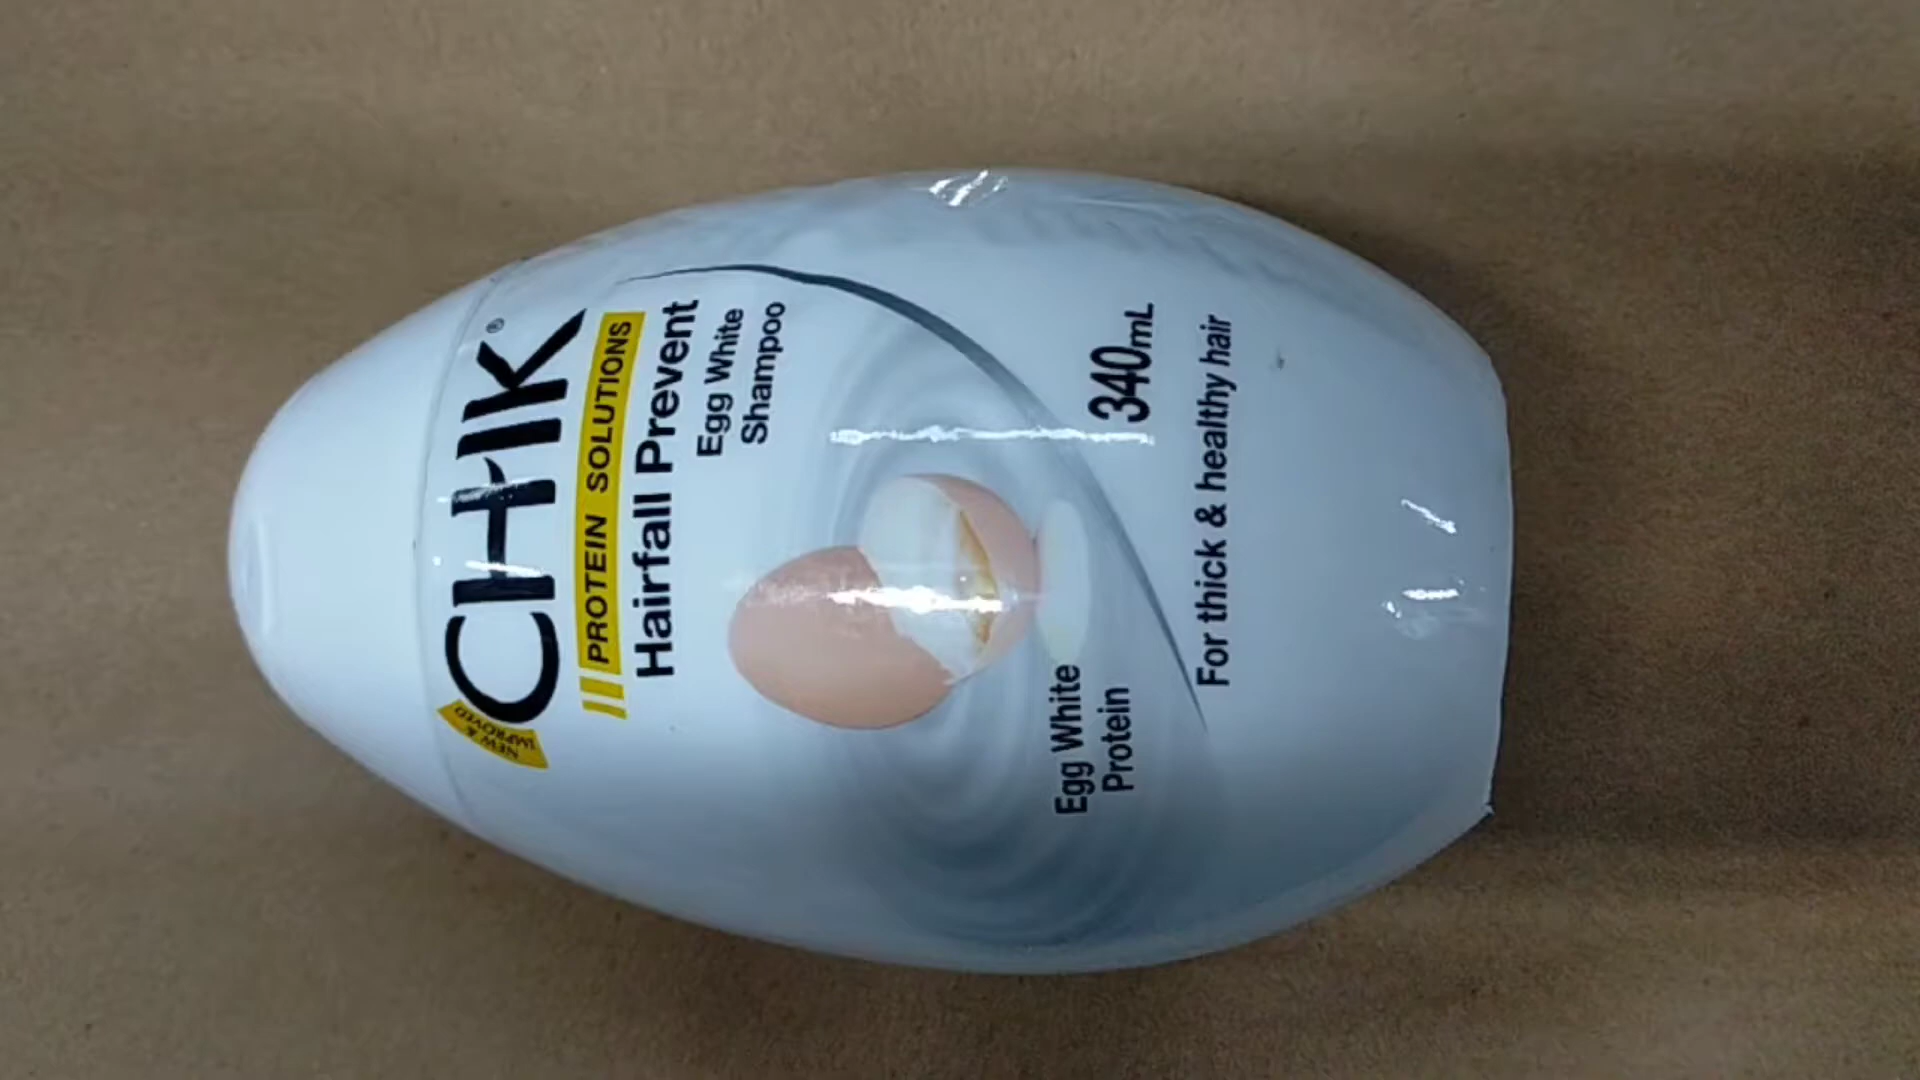 NEW &
IMPROVED
CHIK®
PROTEIN SOLUTIONS
Hairfall Prevent
Egg White
Shampoo
Egg White
Protein
340mL
For thick & healthy hair